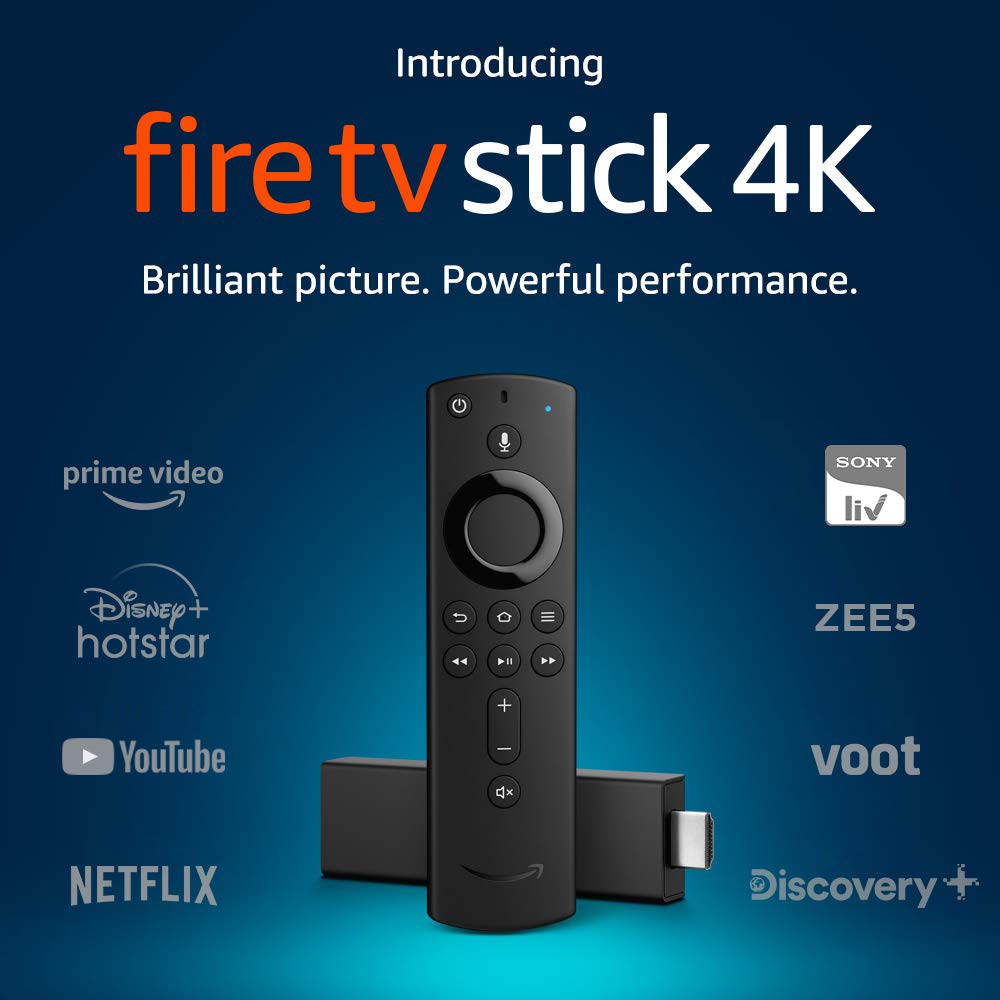 Introducing
fire tv stick 4K
Brilliant picture. Powerful performance.
prime video
Disney+
hotstar
YouTube
NETFLIX
SONY
liv
ZEE5
voot
Discovery+